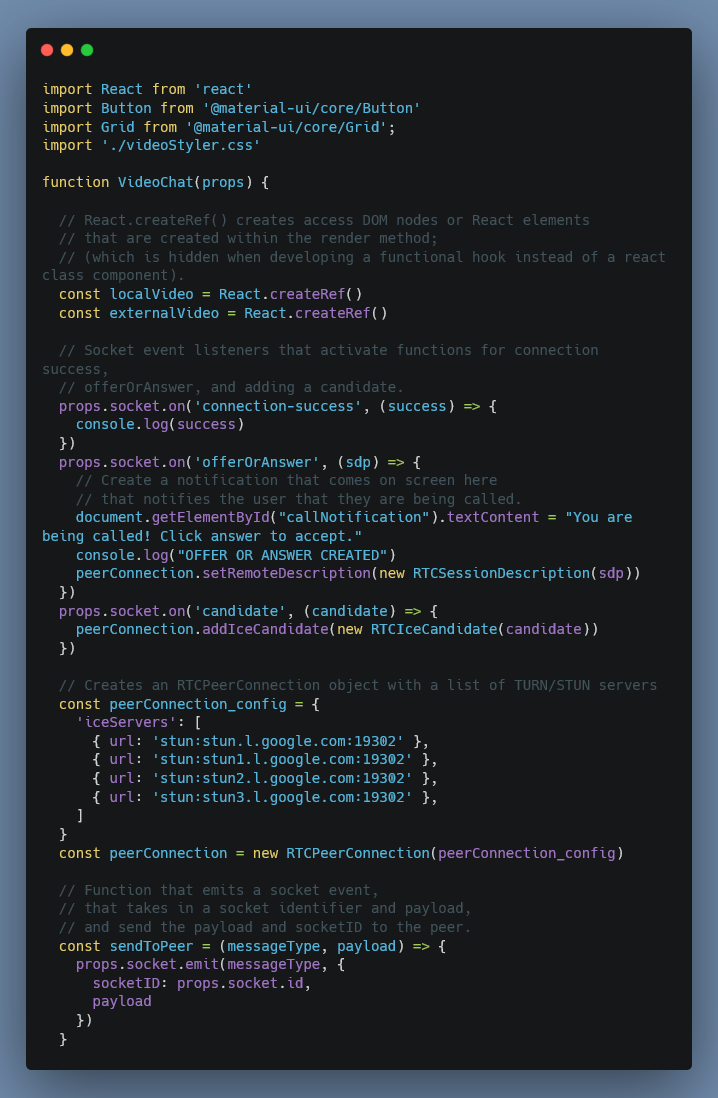 import React from 'react'
import Button from '@material-ui/core/Button'
import Grid from '@material-ui/core/Grid';
import './videoStyler.css'

function VideoChat(props) {

  // React.createRef() creates access DOM nodes or React elements
  // that are created within the render method;
  // (which is hidden when developing a functional hook instead of a react
class component).
  const localVideo = React.createRef()
  const externalVideo = React.createRef()

  // Socket event listeners that activate functions for connection
success,
  // offerOrAnswer, and adding a candidate.
  props.socket.on('connection-success', (success) => {
    console.log(success)
  })
  props.socket.on('offerOrAnswer', (sdp) => {
    // Create a notification that comes on screen here
    // that notifies the user that they are being called.
    document.getElementById("callNotification").textContent = "You are
being called! Click answer to accept."
    console.log("OFFER OR ANSWER CREATED")
    peerConnection.setRemoteDescription(new RTCSessionDescription(sdp))
  })
  props.socket.on('candidate', (candidate) => {
    peerConnection.addIceCandidate(new RTCIceCandidate(candidate))
  })

  // Creates an RTCPeerConnection object with a list of TURN/STUN servers
  const peerConnection_config = {
    'iceServers': [
      { url: 'stun:stun.l.google.com:19302' },
      { url: 'stun:stun1.l.google.com:19302' },
      { url: 'stun:stun2.l.google.com:19302' },
      { url: 'stun:stun3.l.google.com:19302' },
    ]
  }
  const peerConnection = new RTCPeerConnection(peerConnection_config)

  // Function that emits a socket event,
  // that takes in a socket identifier and payload,
  // and send the payload and socketID to the peer.
  const sendToPeer = (messageType, payload) => {
    props.socket.emit(messageType, {
      socketID: props.socket.id,
      payload
    })
  }